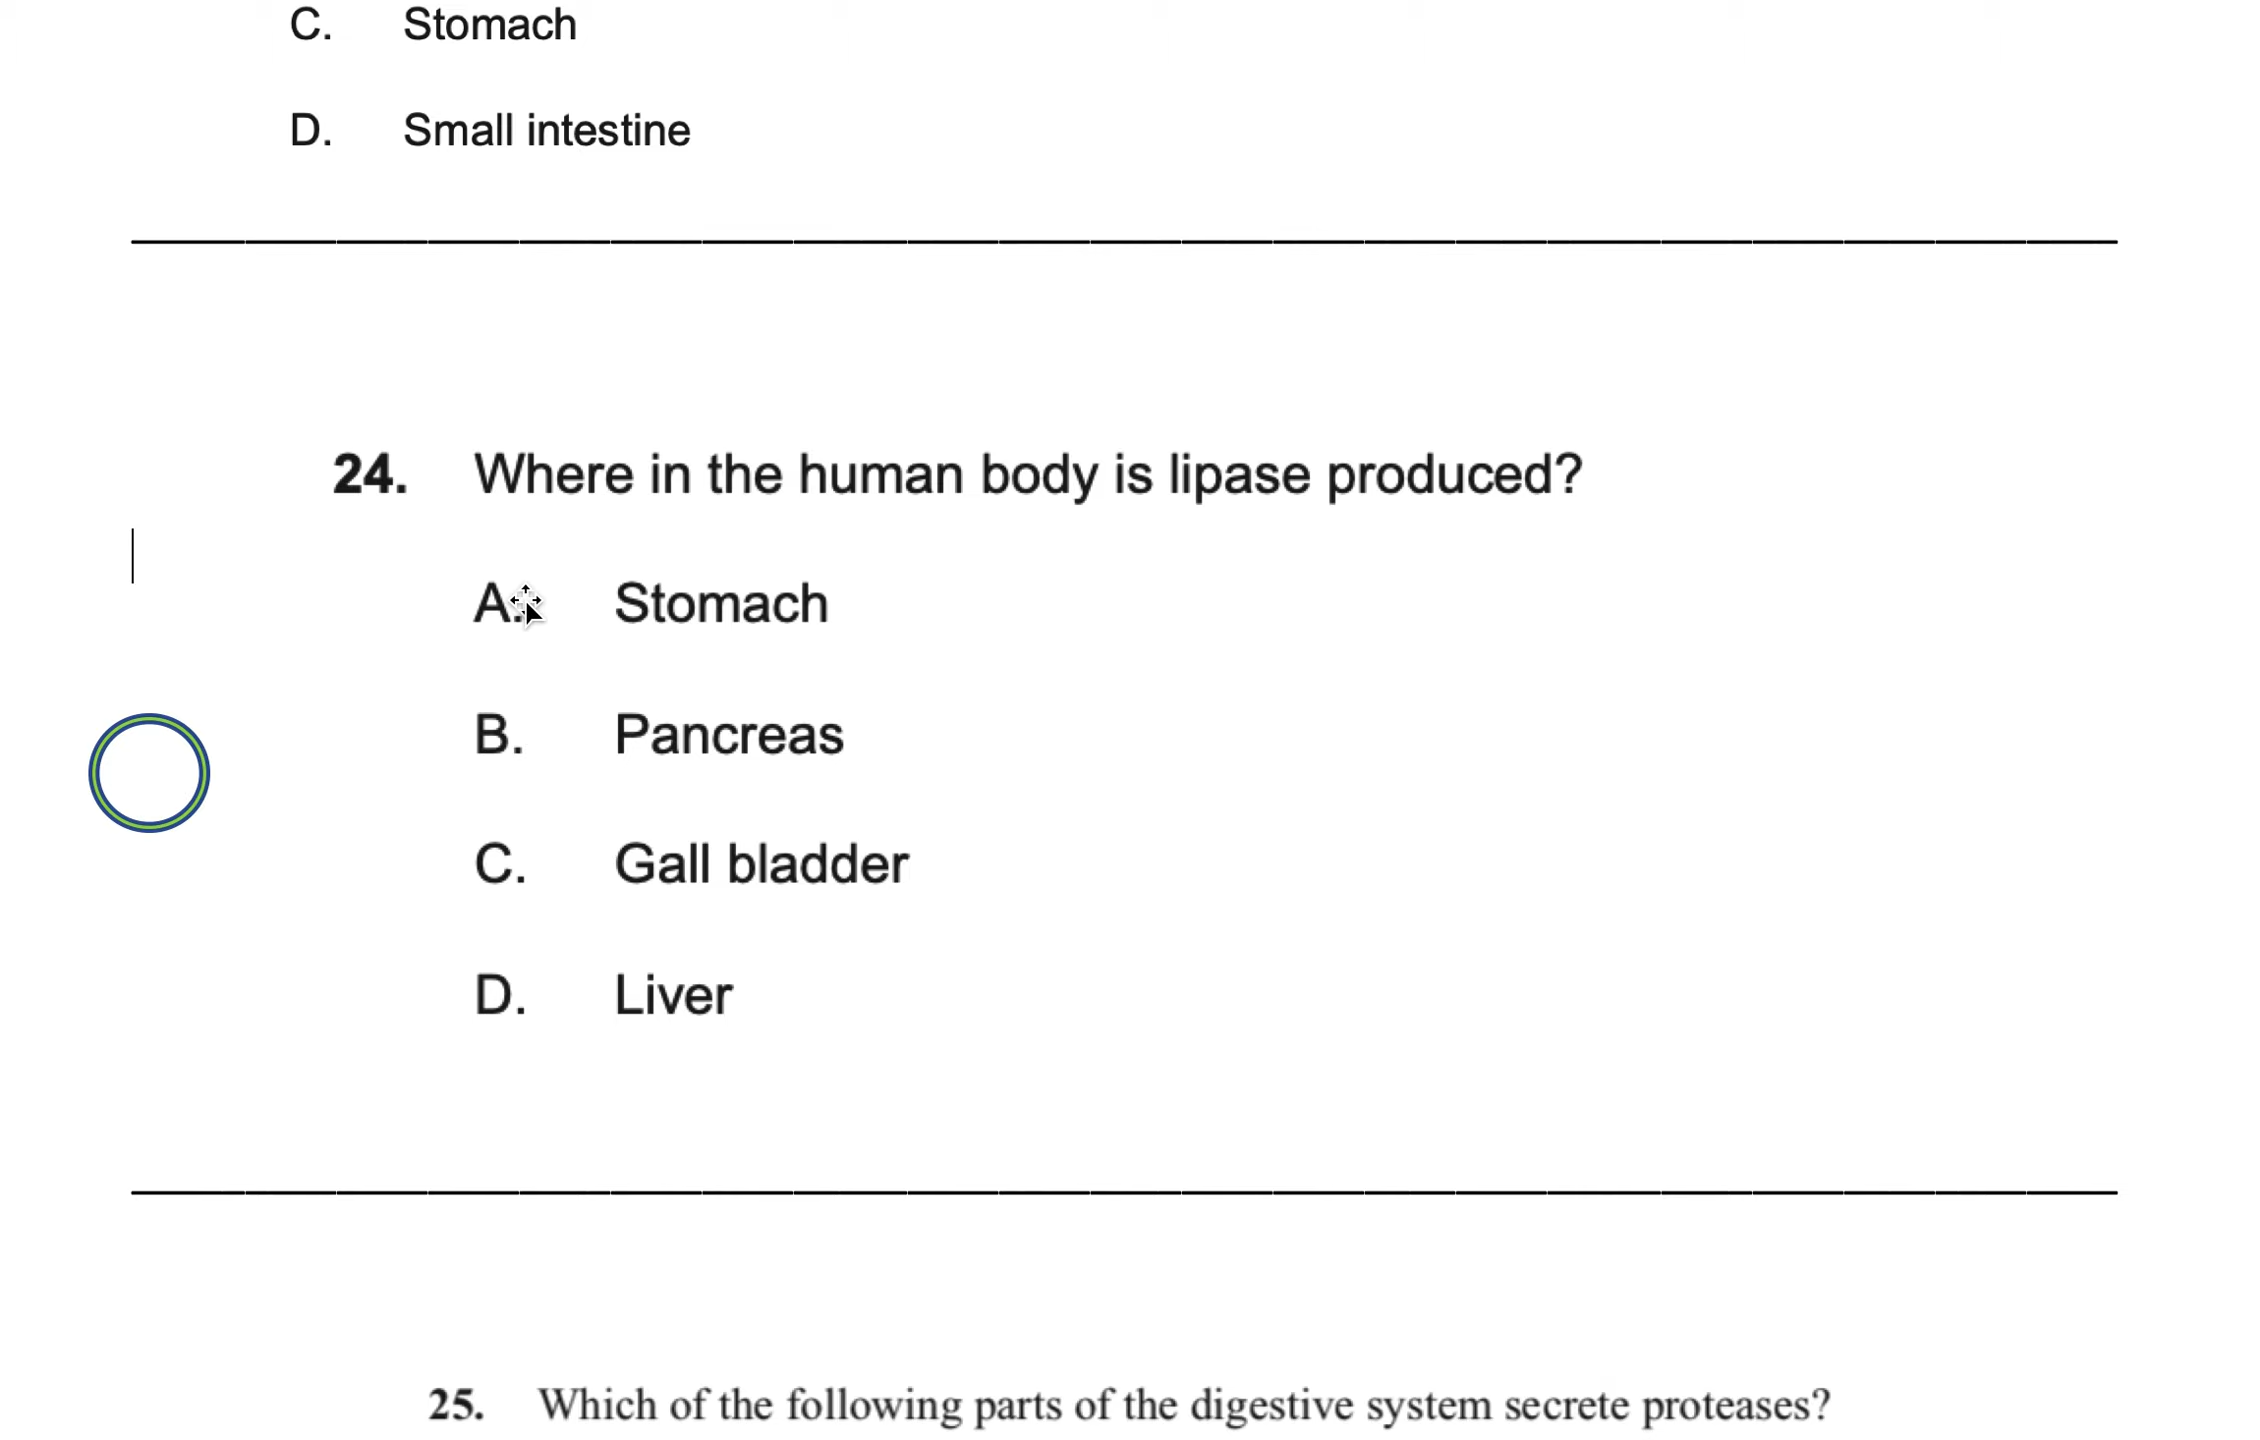 C. Stomach
D. Small intestine
24. Where in the human body is lipase produced?
A. Stomach
B. Pancreas
C. Gall bladder
D. Liver
25. Which of the following parts of the digestive system secrete proteases?